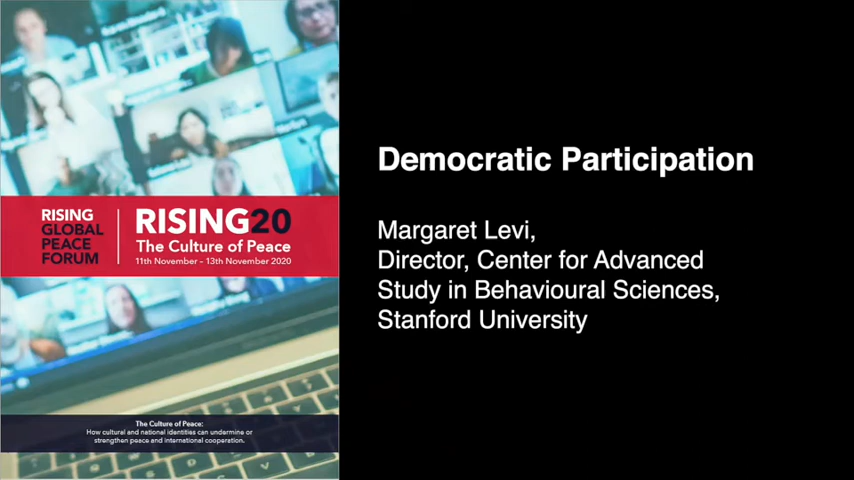 RISING
GLOBAL
PEACE
FORUM
RISING20
The Culture of Peace
11th November – 13th November 2020
The Culture of Peace:
How cultural and national identities can undermine or
strengthen peace and international cooperation.
Democratic Participation
Margaret Levi,
Director, Center for Advanced
Study in Behavioural Sciences,
Stanford University